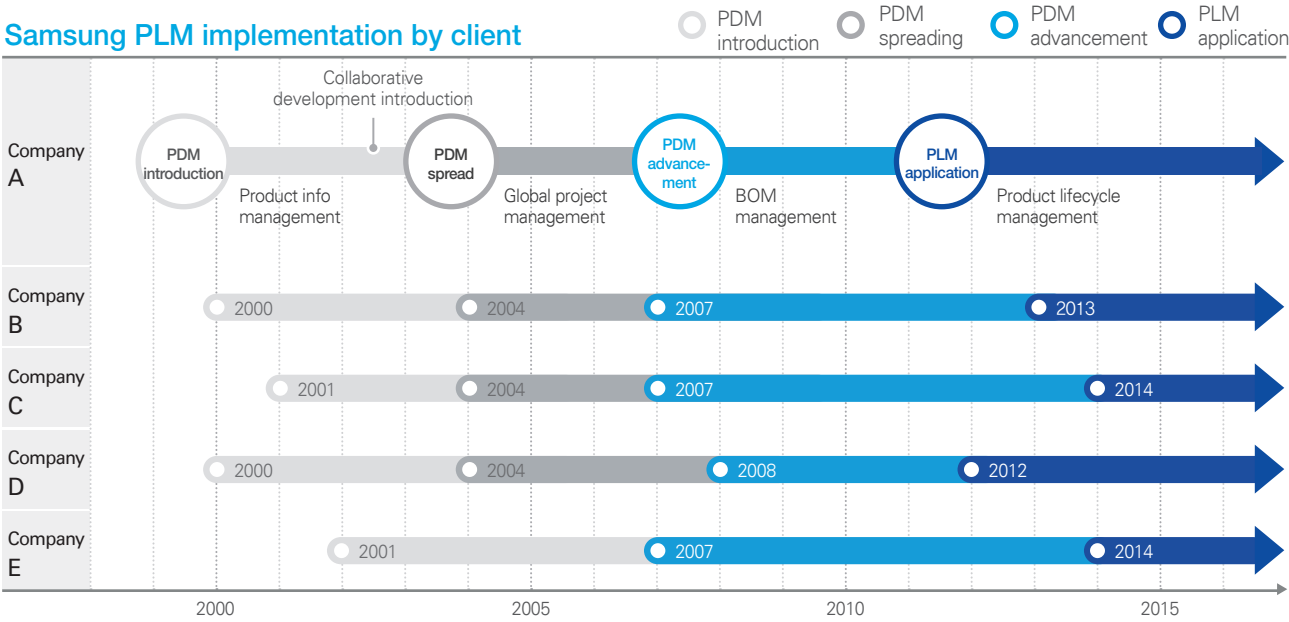 Samsung PLM implementation by client
PDM
introduction
PDM
spreading
PDM
advancement
PLM
application
Collaborative
development introduction
Company
A
PDM
introduction
PDM
spread
PDM
advance-
ment
PLM
application
Product info
management
Global project
management
BOM
management
Product lifecycle
management
Company
B
2000
2004
2007
2013
Company
C
2001
2004
2007
2014
Company
D
2000
2004
2008
2012
Company
E
2001
2007
2014
2000
2005
2010
2015